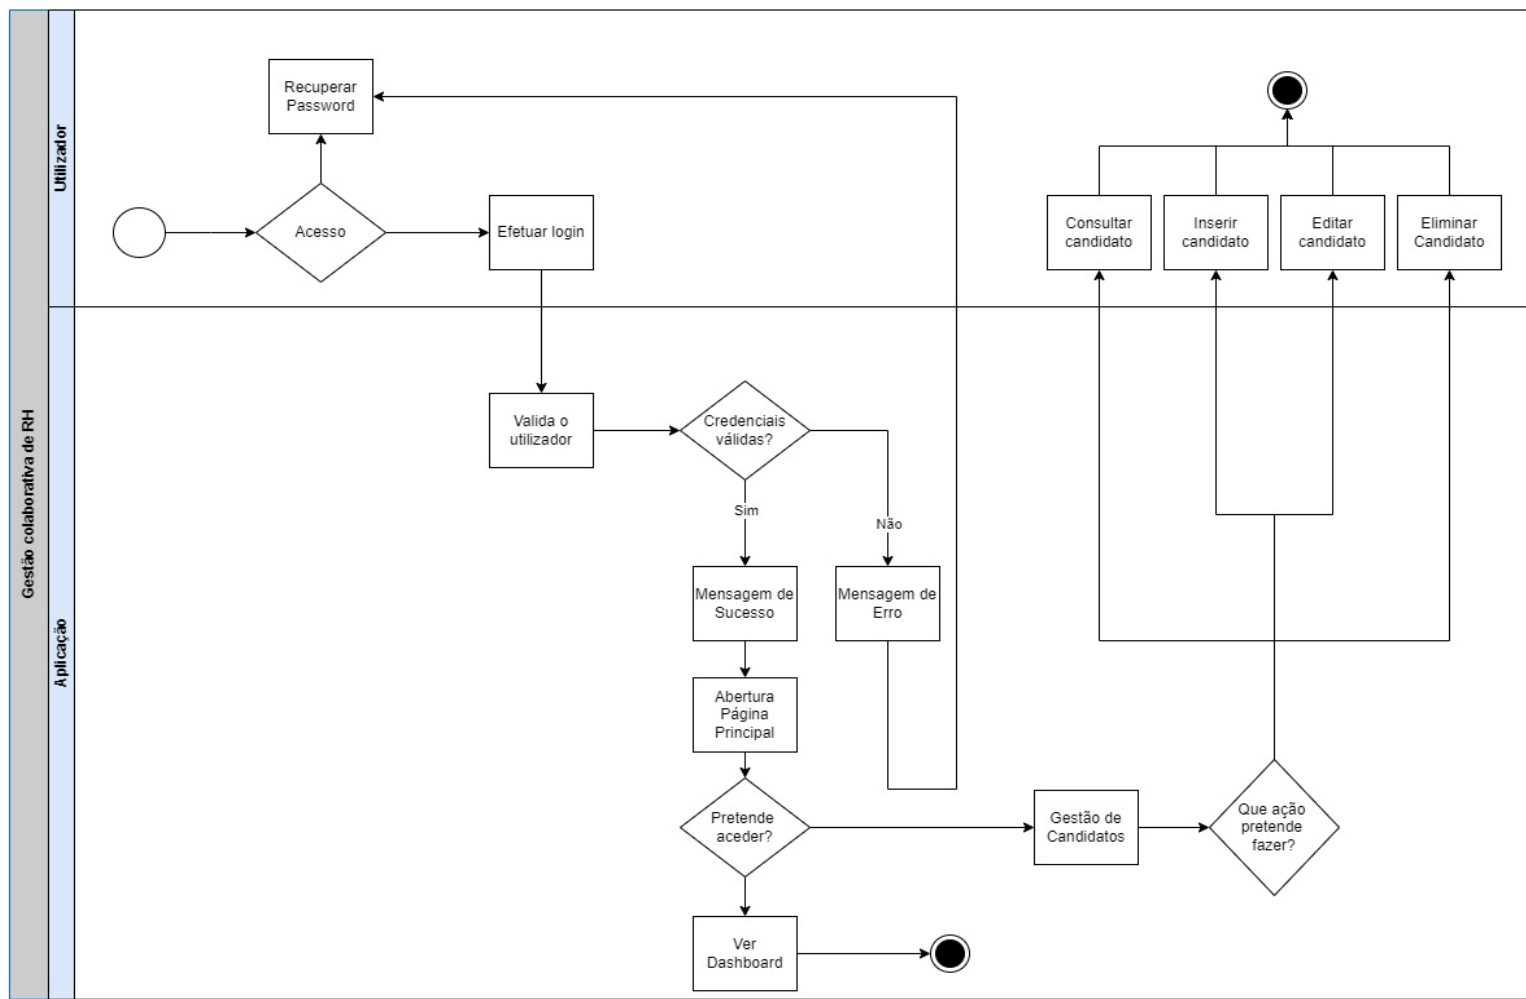 Gestão colaborativa de RH
Utilizador
Recuperar
Password
Acesso
Efetuar login
Consultar
candidato
Inserir
candidato
Editar
candidato
Eliminar
Candidato
Aplicação
Valida o
utilizador
Credenciais
válidas?
Sim
Não
Mensagem de
Sucesso
Mensagem de
Erro
Abertura
Página
Principal
Pretende
aceder?
Gestão de
Candidatos
Que ação
pretende
fazer?
Ver
Dashboard